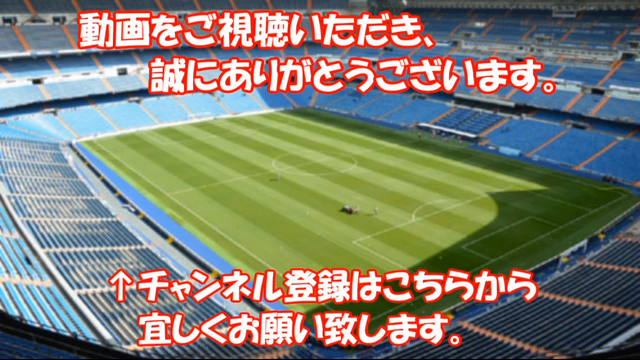 動画をご視聴いただき、
誠にありがとうございます。
↑チャンネル登録はこちらから
宜しくお願い致します。